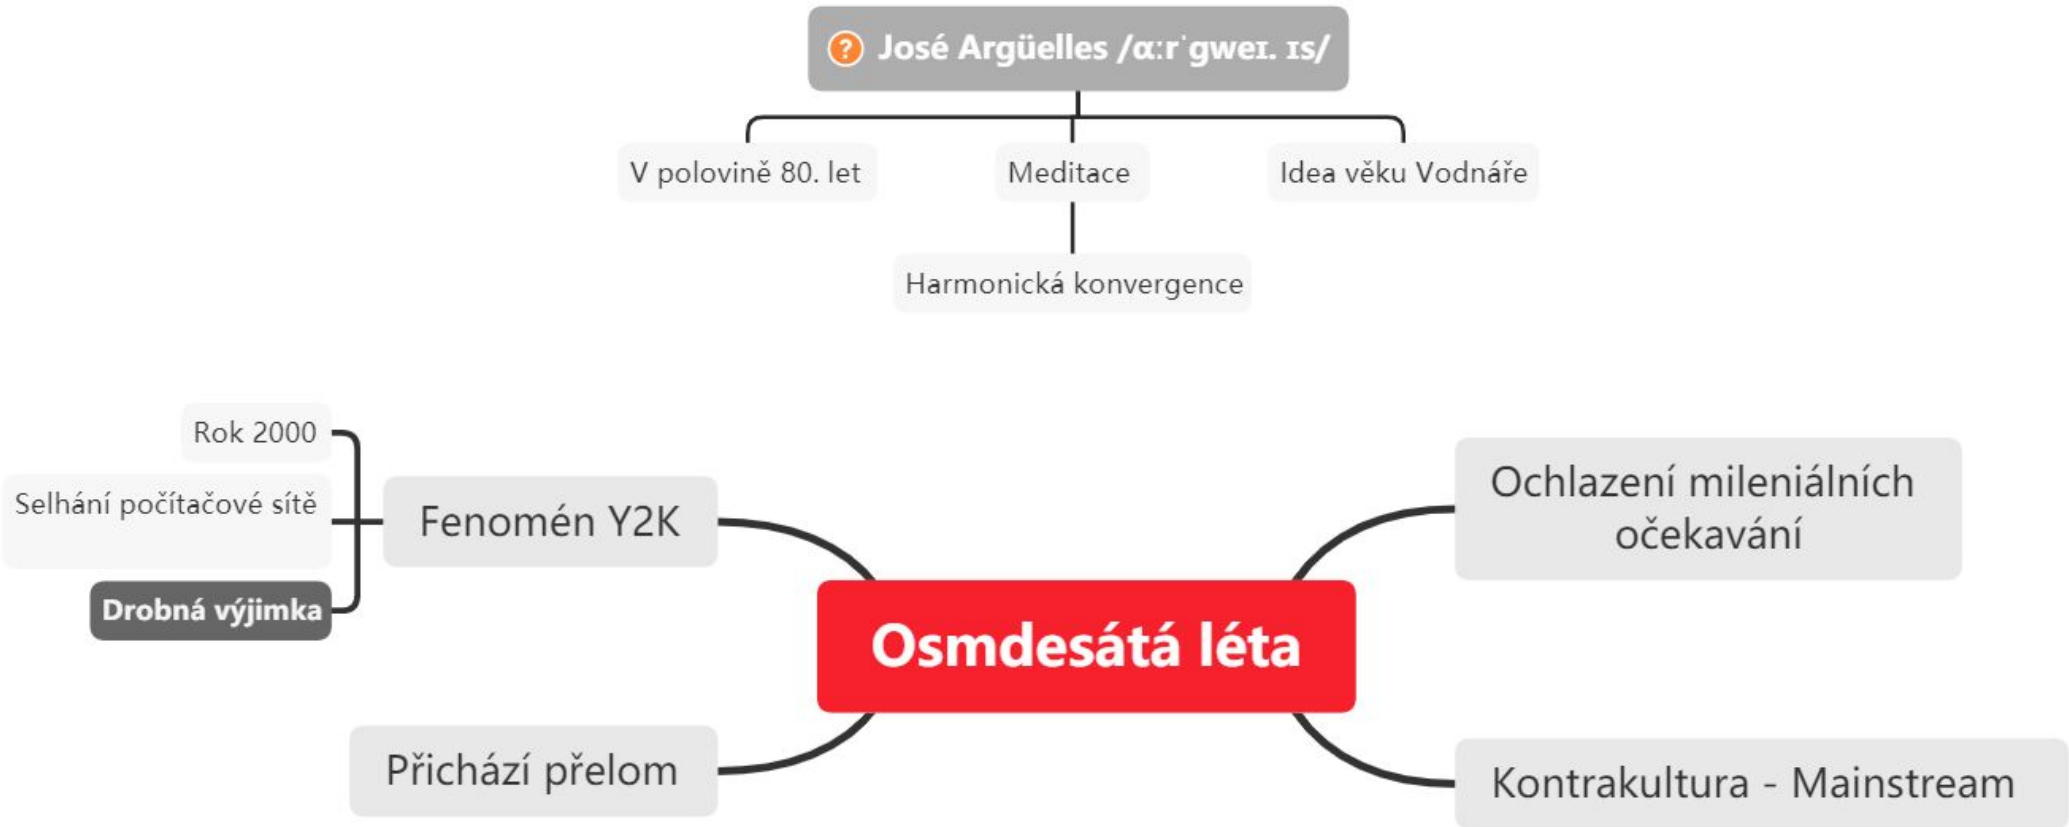 ? José Argüelles /ɑːrˈɡweɪ. ɪs/
V polovině 80. let
Meditace
Idea věku Vodnáře
Harmonická konvergence
Rok 2000
Selhání počítačové sítě
Drobná výjimka
Fenomén Y2K
Přichází přelom
Osmdesátá léta
Ochlazení mileniálních
očekavání
Kontrakultura - Mainstream